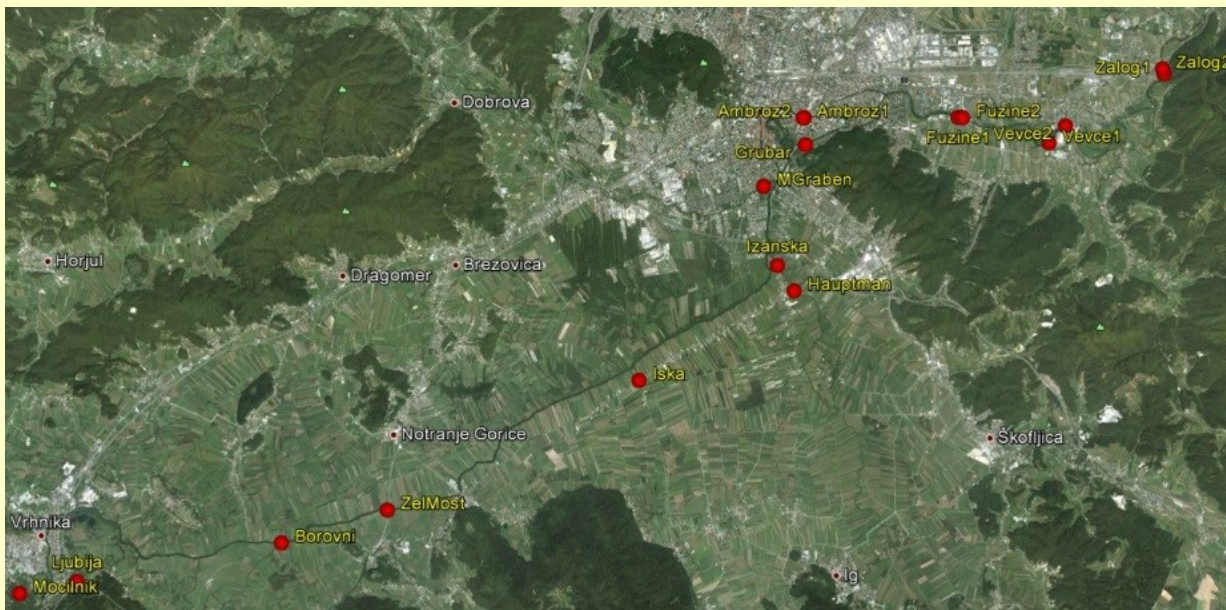 Zalog1
Zalog2
Dobrova
Ambroz2
Ambroz1
Fuzine2
Fuzine1
Vevce2
Vevce1
Grubar
MGraben
Izanska
Horjul
Dragomer
Brezovica
Hauptman
Iska
Notranje Gorice
Škofljica
ZelMost
Vrhnika
Borovni
Ljubija
Ig
Mocilnik